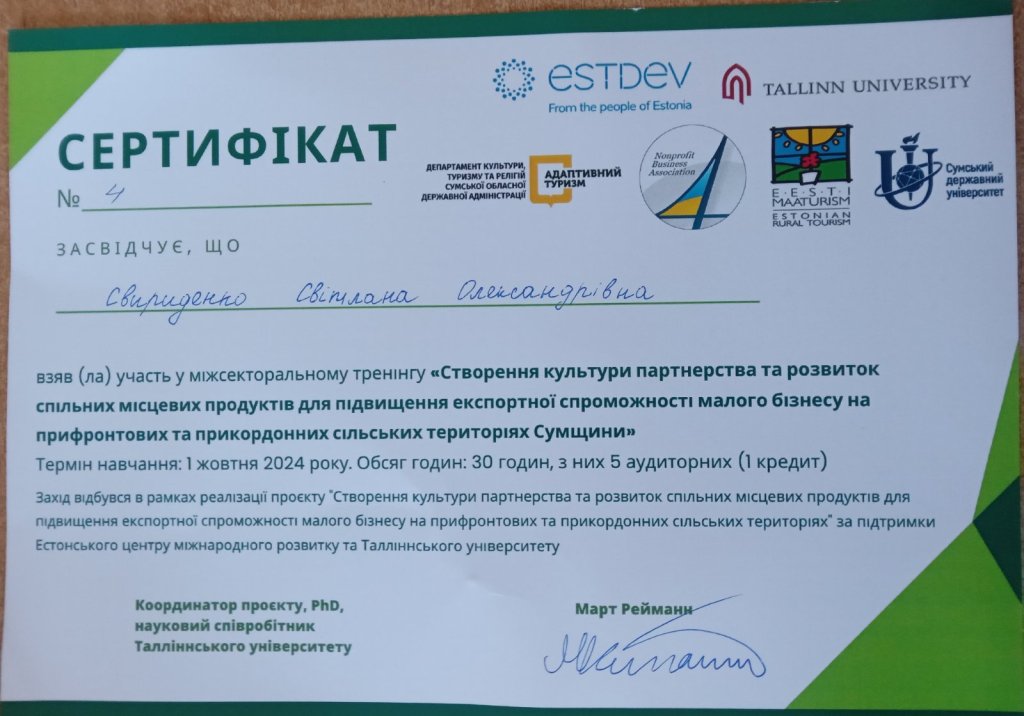 estdev
From the people of Estonia
TALLINN UNIVERSITY
СЕРТИФІКАТ
№ 4
ДЕПАРТАМЕНТ КУЛЬТУРИ,
ТУРИЗМУ ТА РЕЛІГІЙ
СУМСЬКОЇ ОБЛАСНОЇ
ДЕРЖАВНОЇ АДМІНІСТРАЦІЇ
АДАПТИВНИЙ
ТУРИЗМ
Nonprofit
Business
Association
EESTI
MAATURISM
ESTONIAN
RURAL TOURISM
Сумський
державний
університет
ЗАСВІДЧУЄ, ЩО
Свириденко Світлана Олександрівна
взяв (ла) участь у міжсекторальному тренінгу «Створення культури партнерства та розвиток
спільних місцевих продуктів для підвищення експортної спроможності малого бізнесу на
прифронтових та прикордонних сільських територіях Сумщини»
Термін навчання: 1 жовтня 2024 року. Обсяг годин: 30 годин, з них 5 аудиторних (1 кредит)
Захід відбувся в рамках реалізації проєкту "Створення культури партнерства та розвиток спільних місцевих продуктів для
підвищення експортної спроможності малого бізнесу на прифронтових та прикордонних сільських територіях" за підтримки
Естонського центру міжнародного розвитку та Талліннського університету
Координатор проєкту, PhD,
науковий співробітник
Талліннського університету
Март Рейманн